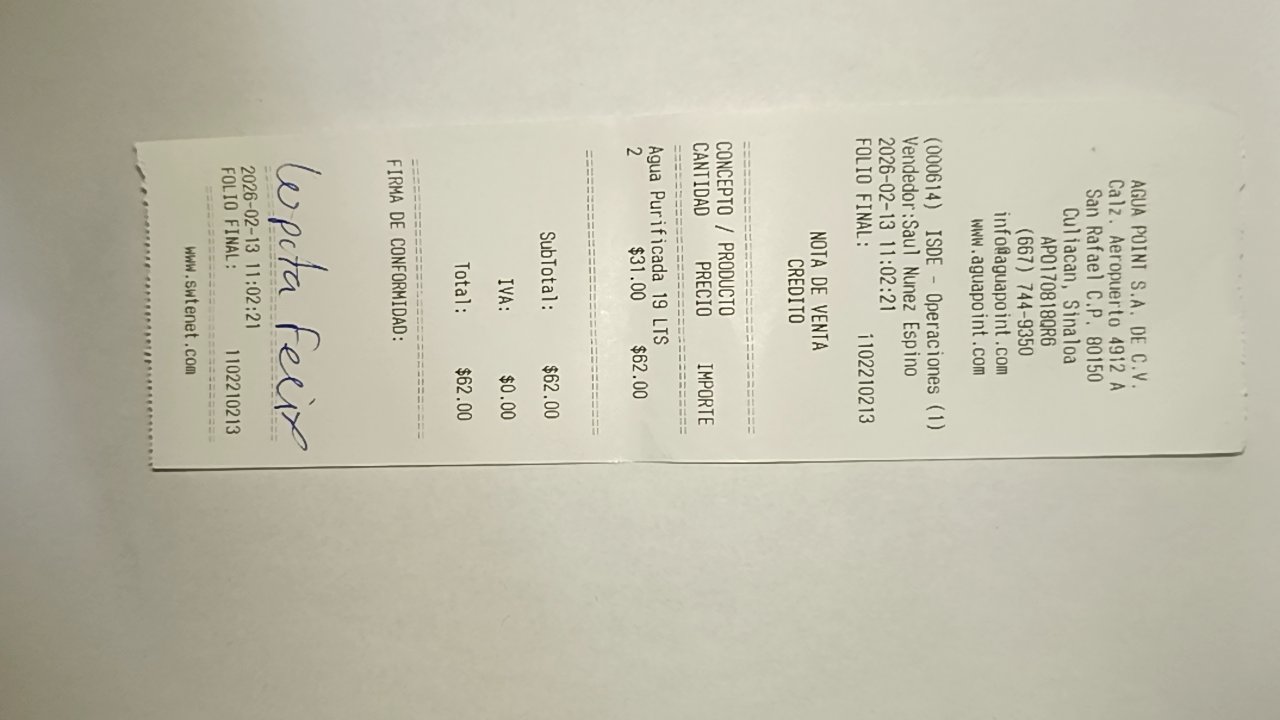 AGUA POINT S.A. DE C.V.
Calz. Aeropuerto 4912 A
San Rafael C.P. 80150
Culiacan, Sinaloa
APO170818QR6
(667) 744-9350
info@aguapoint.com
www.aguapoint.com
(000614) ISDE - Operaciones (1)
Vendedor:Saul Nunez Espino
2026-02-13 11:02:21
FOLIO FINAL: 1102210213
NOTA DE VENTA
CREDITO
CONCEPTO / PRODUCTO
CANTIDAD PRECIO IMPORTE
Agua Purificada 19 LTS
2 $31.00 $62.00
SubTotal: $62.00
IVA: $0.00
Total: $62.00
FIRMA DE CONFORMIDAD:
Lupita Felix
2026-02-13 11:02:21
FOLIO FINAL: 1102210213
www.swtenet.com